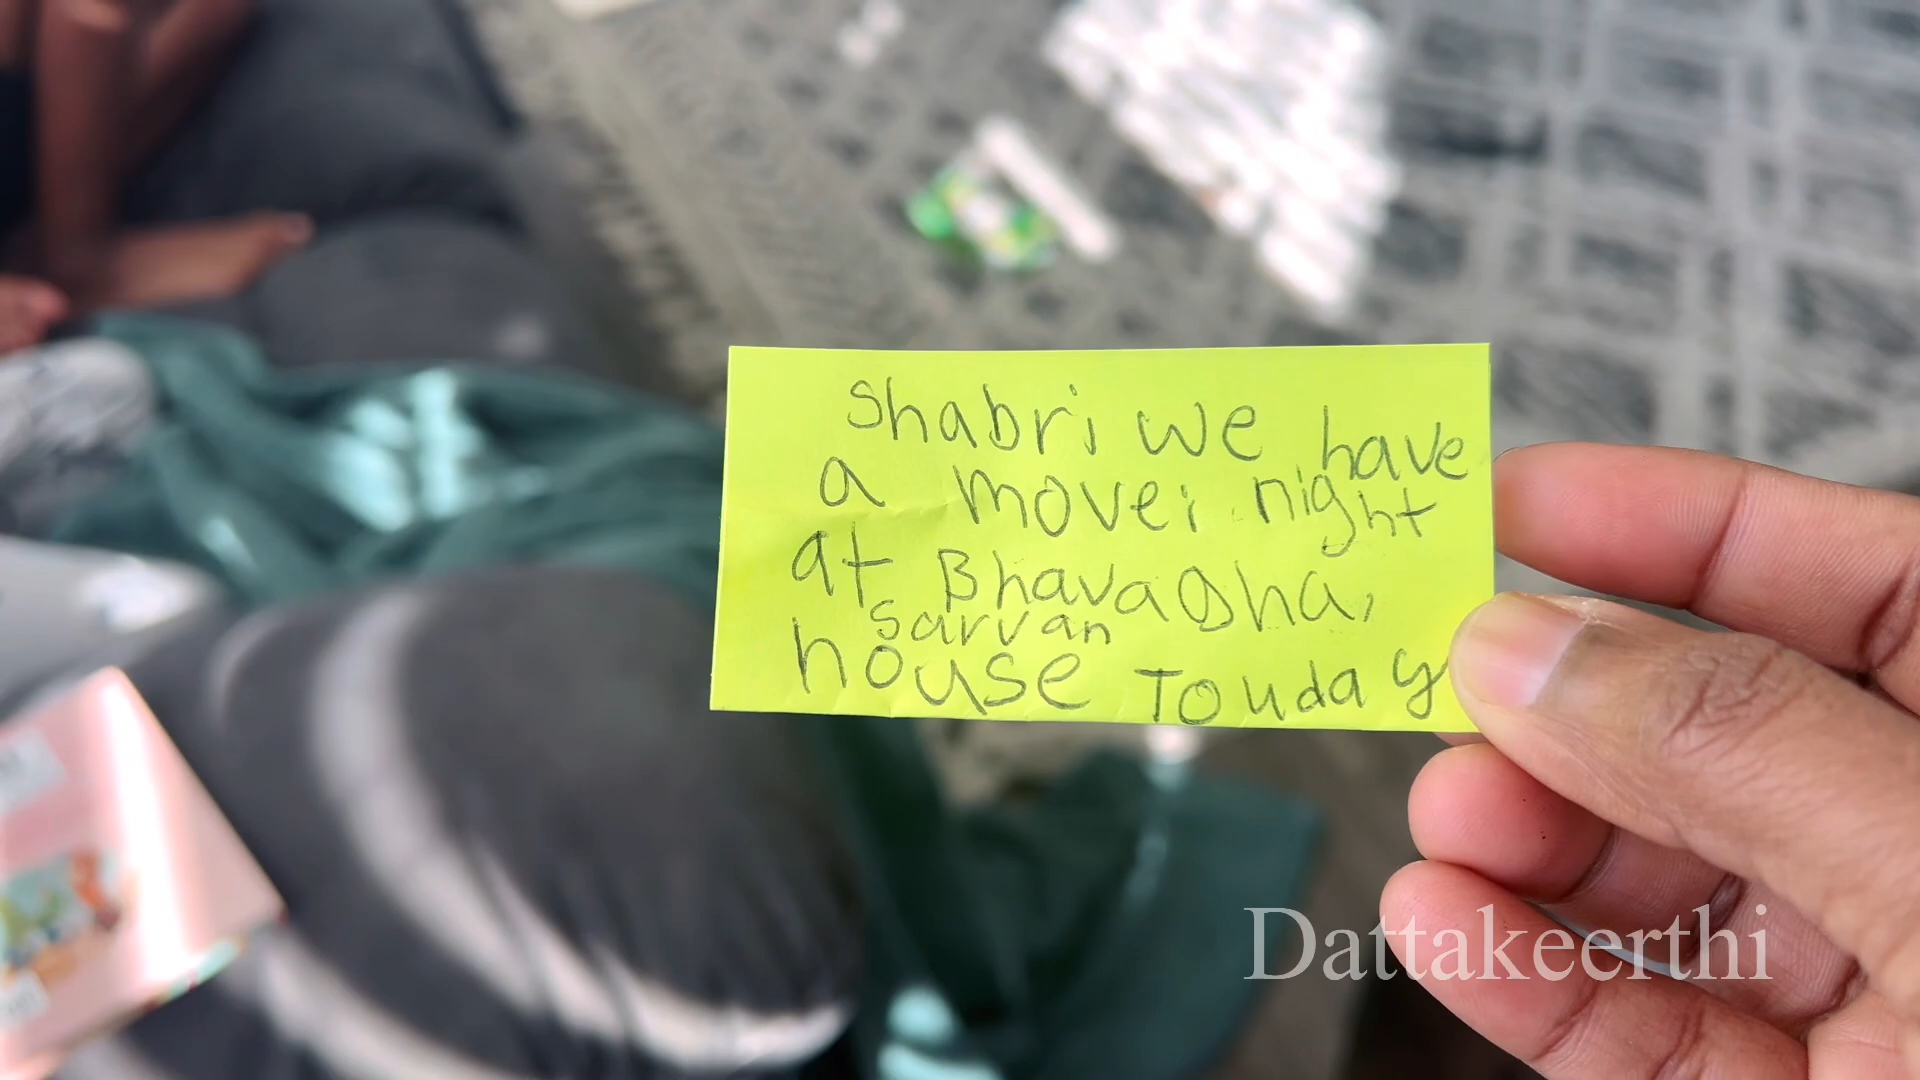 Shabri we have
a movei night
at Bhavagha,
sarvan
house Touday
Dattakeerthi